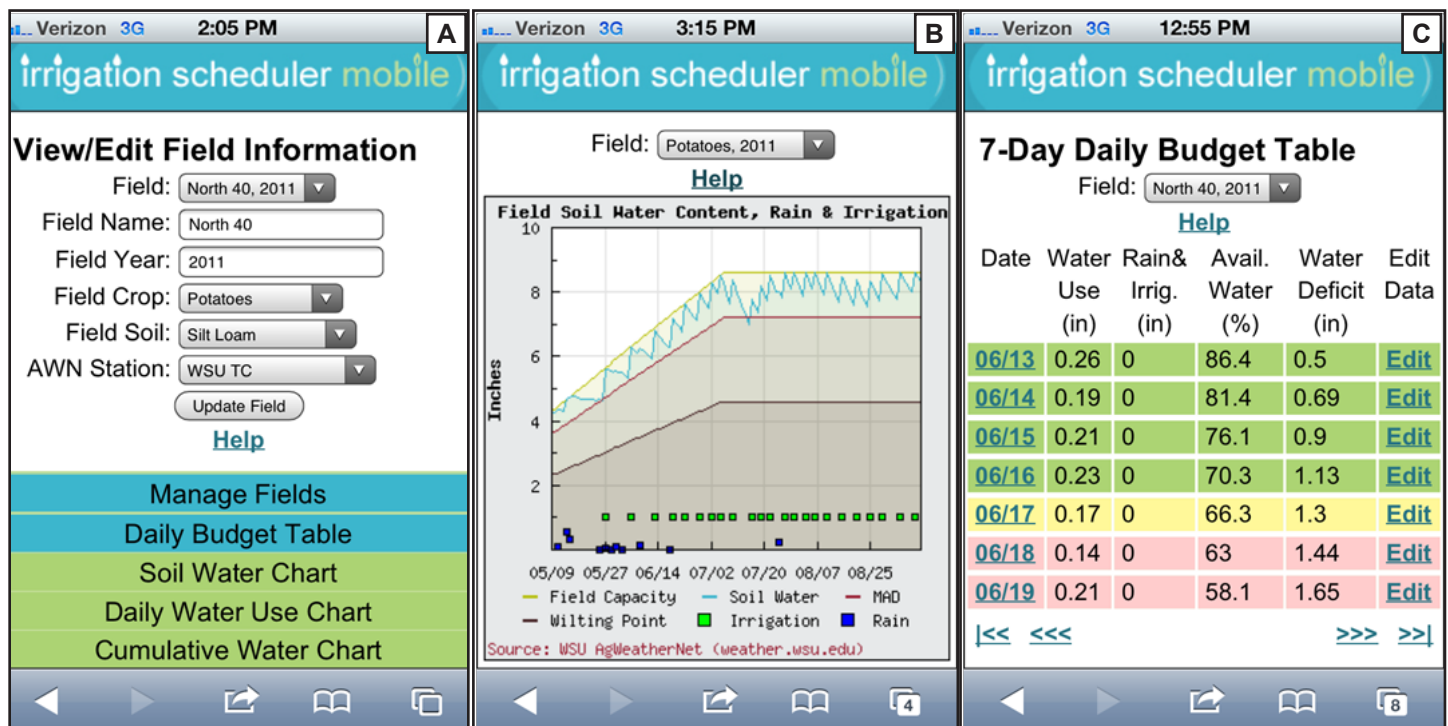 Verizon 3G 2:05 PM
A
irrigation scheduler mobile
View/Edit Field Information
Field: North 40, 2011
Field Name: North 40
Field Year: 2011
Field Crop: Potatoes
Field Soil: Silt Loam
AWN Station: WSU TC
Update Field
Help
Manage Fields
Daily Budget Table
Soil Water Chart
Daily Water Use Chart
Cumulative Water Chart
Verizon 3G 3:15 PM
B
irrigation scheduler mobile
Field: Potatoes, 2011
Help
Field Soil Water Content, Rain & Irrigation
10
8
6
4
2
Inches
05/09 05/27 06/14 07/02 07/20 08/07 08/25
Field Capacity Soil Water MAD
Wilting Point Irrigation Rain
Source: WSU AgWeatherNet (weather.wsu.edu)
4
Verizon 3G 12:55 PM
C
irrigation scheduler mobile
7-Day Daily Budget Table
Field: North 40, 2011
Help
Date Water Rain& Avail. Water Edit
Use Irrig. Water Deficit Data
(in) (in) (%) (in)
06/13 0.26 0 86.4 0.5 Edit
06/14 0.19 0 81.4 0.69 Edit
06/15 0.21 0 76.1 0.9 Edit
06/16 0.23 0 70.3 1.13 Edit
06/17 0.17 0 66.3 1.3 Edit
06/18 0.14 0 63 1.44 Edit
06/19 0.21 0 58.1 1.65 Edit
|<< <<< >>> >>|
8